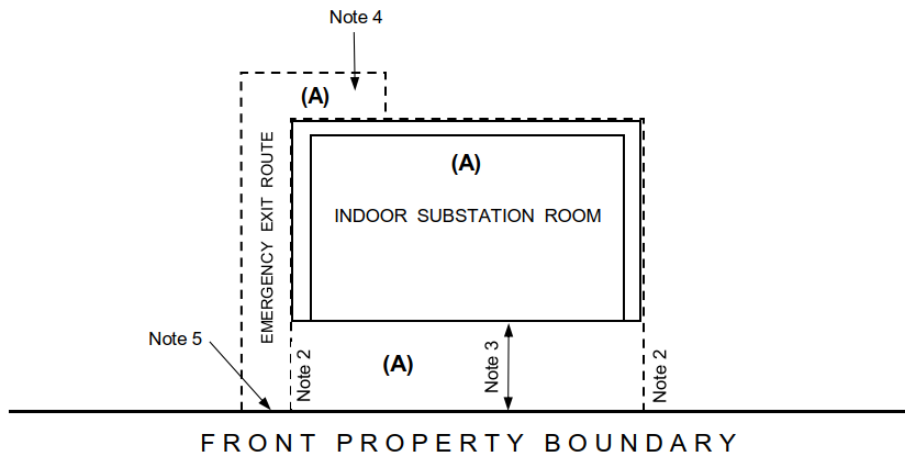 Note 4
(A)
(A)
INDOOR SUBSTATION ROOM
EMERGENCY EXIT ROUTE
Note 5
Note 2
(A)
Note 3
Note 2
FRONT PROPERTY BOUNDARY